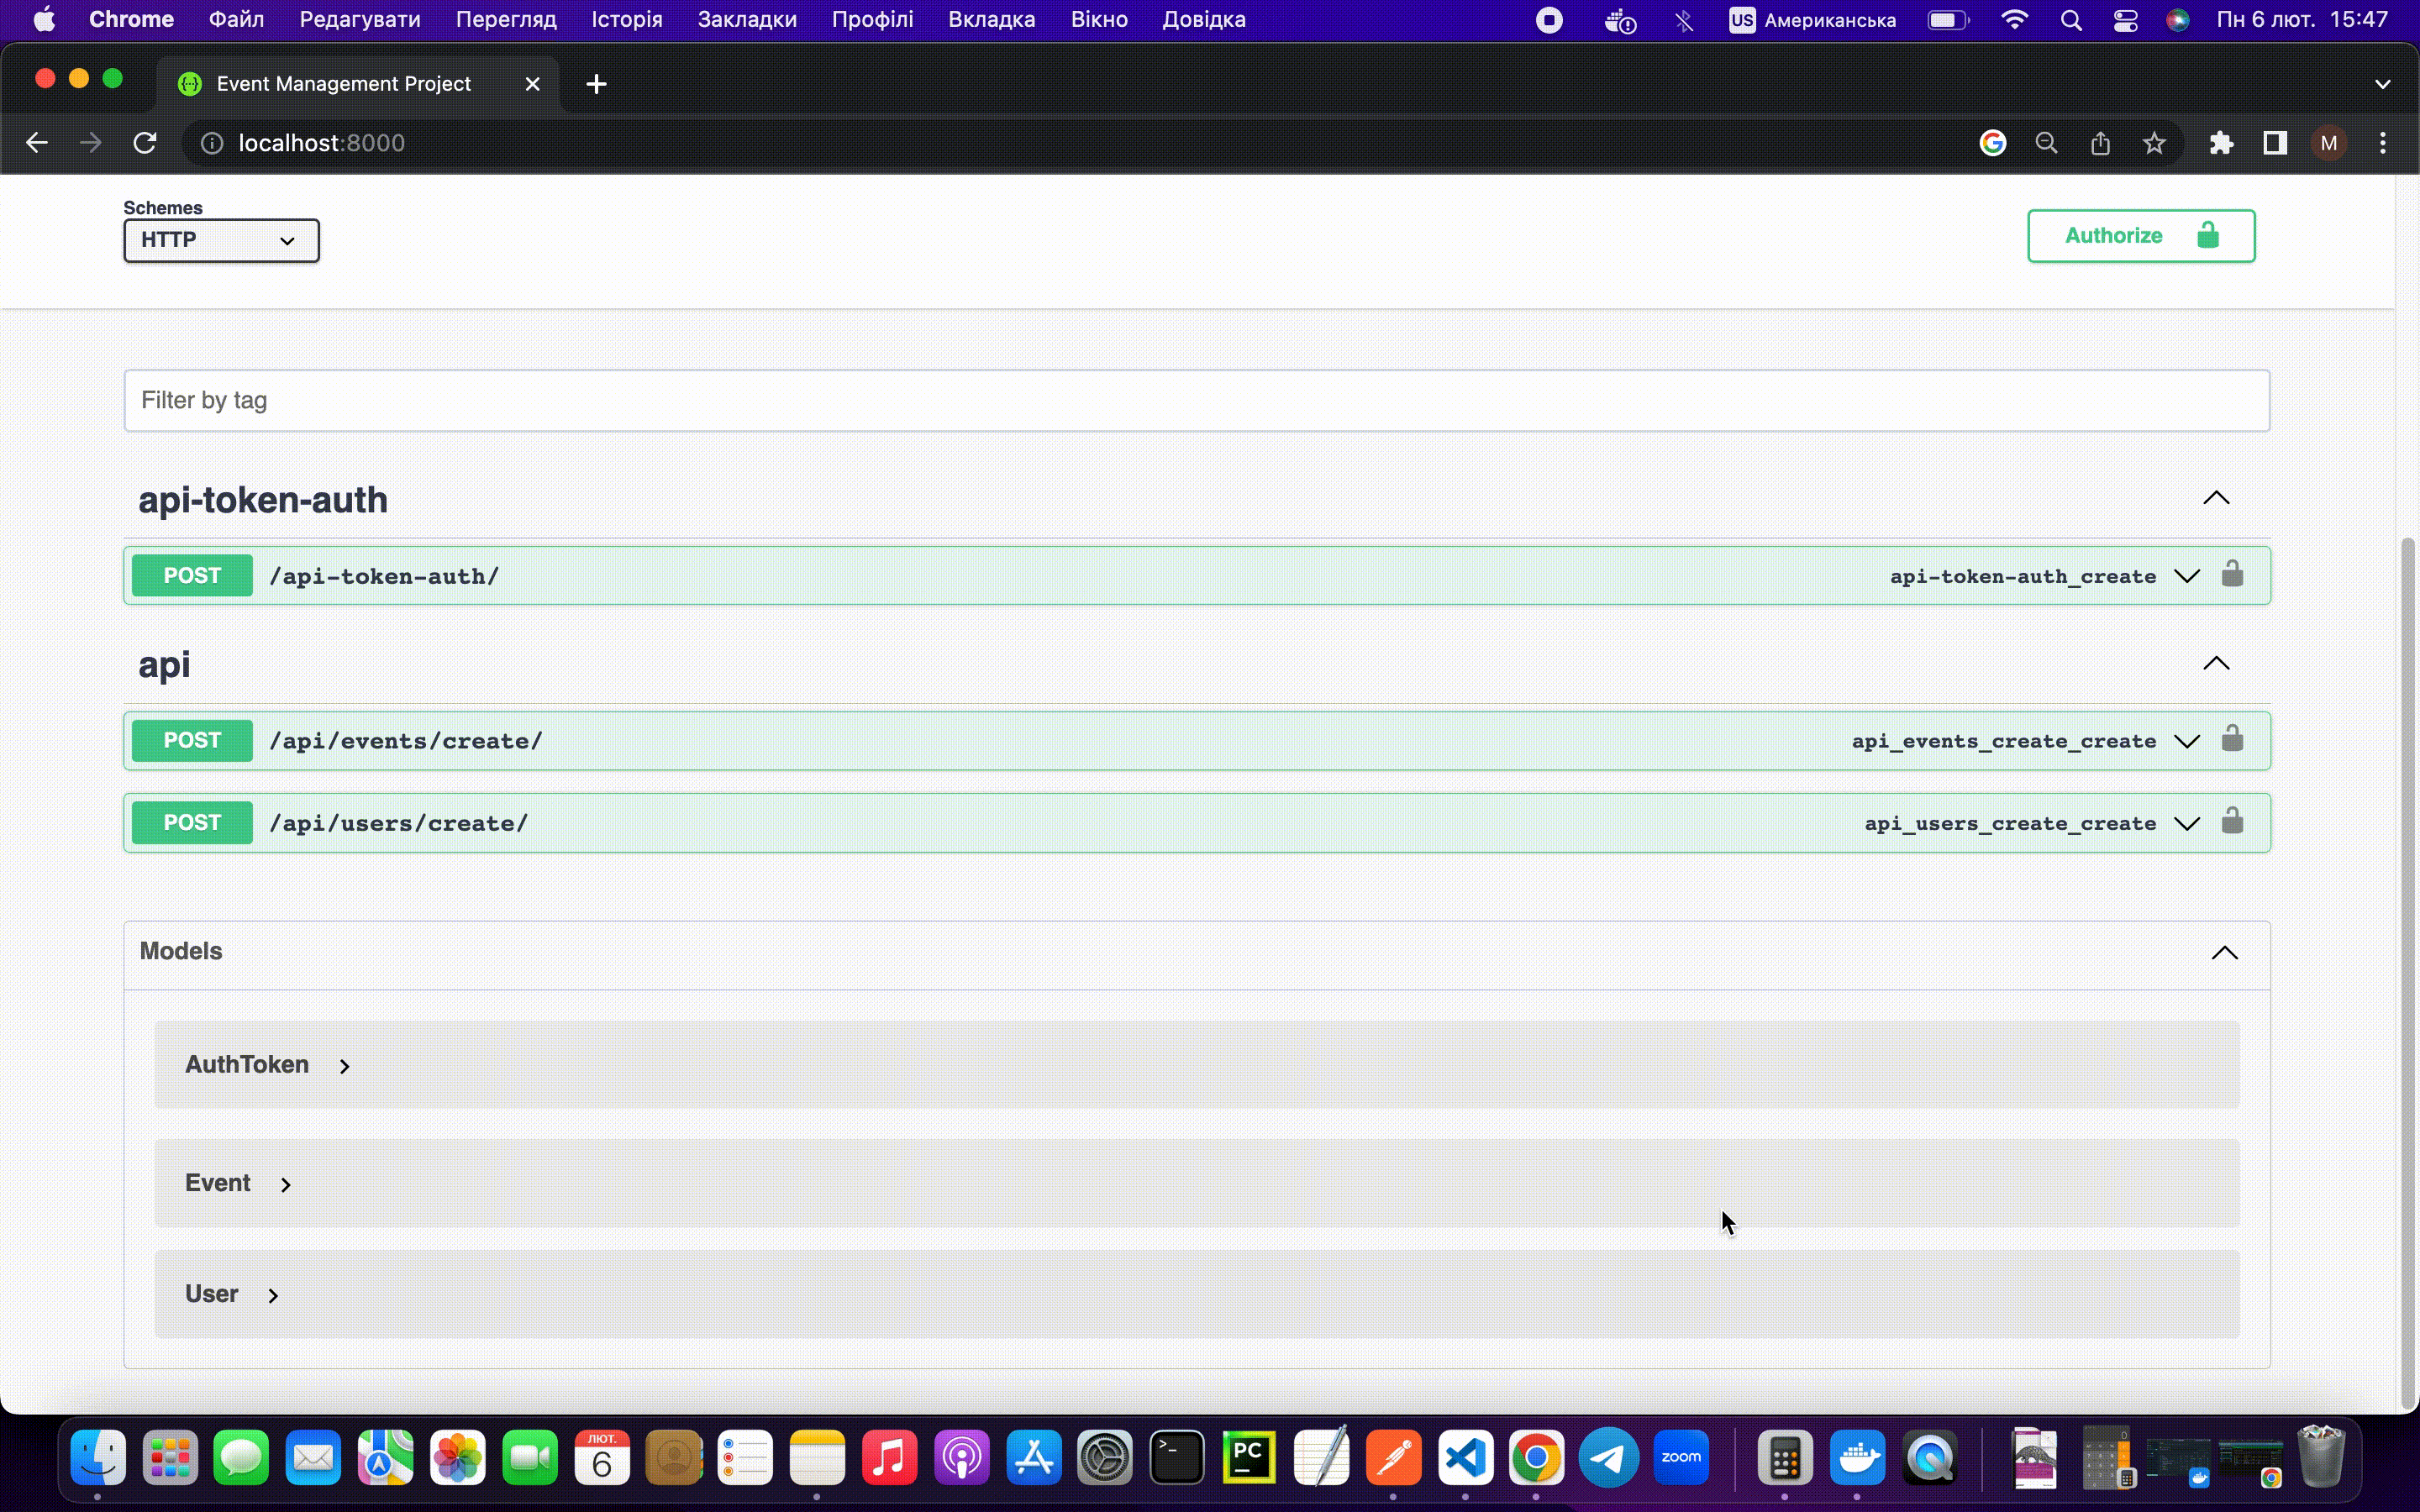 Chrome Файл Редагувати Перегляд Історія Закладки Профілі Вкладка Вікно Довідка US Американська Пн 6 лют. 15:47
Event Management Project
localhost:8000
M
Schemes
HTTP
Authorize
Filter by tag
api-token-auth
POST /api-token-auth/ api-token-auth_create
api
POST /api/events/create/ api_events_create_create
POST /api/users/create/ api_users_create_create
Models
AuthToken
Event
User
ЛЮТ.
6
PC
zoom